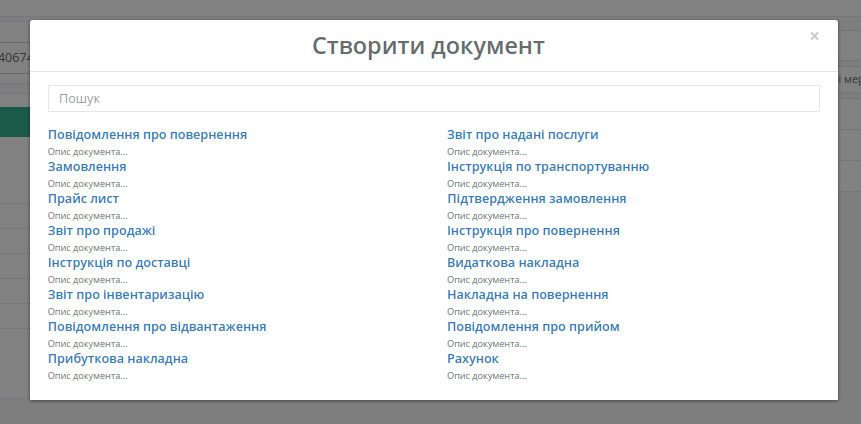 Створити документ
×
4067
і мер
Пошук
Повідомлення про повернення
Опис документа...
Замовлення
Опис документа...
Прайс лист
Опис документа...
Звіт про продажі
Опис документа...
Інструкція по доставці
Опис документа...
Звіт про інвентаризацію
Опис документа...
Повідомлення про відвантаження
Опис документа...
Прибуткова накладна
Опис документа...
Звіт про надані послуги
Опис документа...
Інструкція по транспортуванню
Опис документа...
Підтвердження замовлення
Опис документа...
Інструкція про повернення
Опис документа...
Видаткова накладна
Опис документа...
Накладна на повернення
Опис документа...
Повідомлення про прийом
Опис документа...
Рахунок
Опис документа...